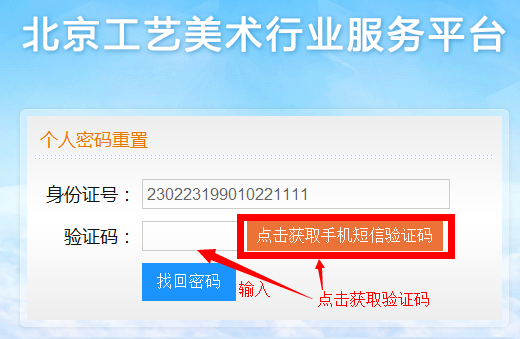 北京工艺美术行业服务平台
个人密码重置
身份证号： 230223199010221111
验证码： 点击获取手机短信验证码
找回密码 输入 点击获取验证码